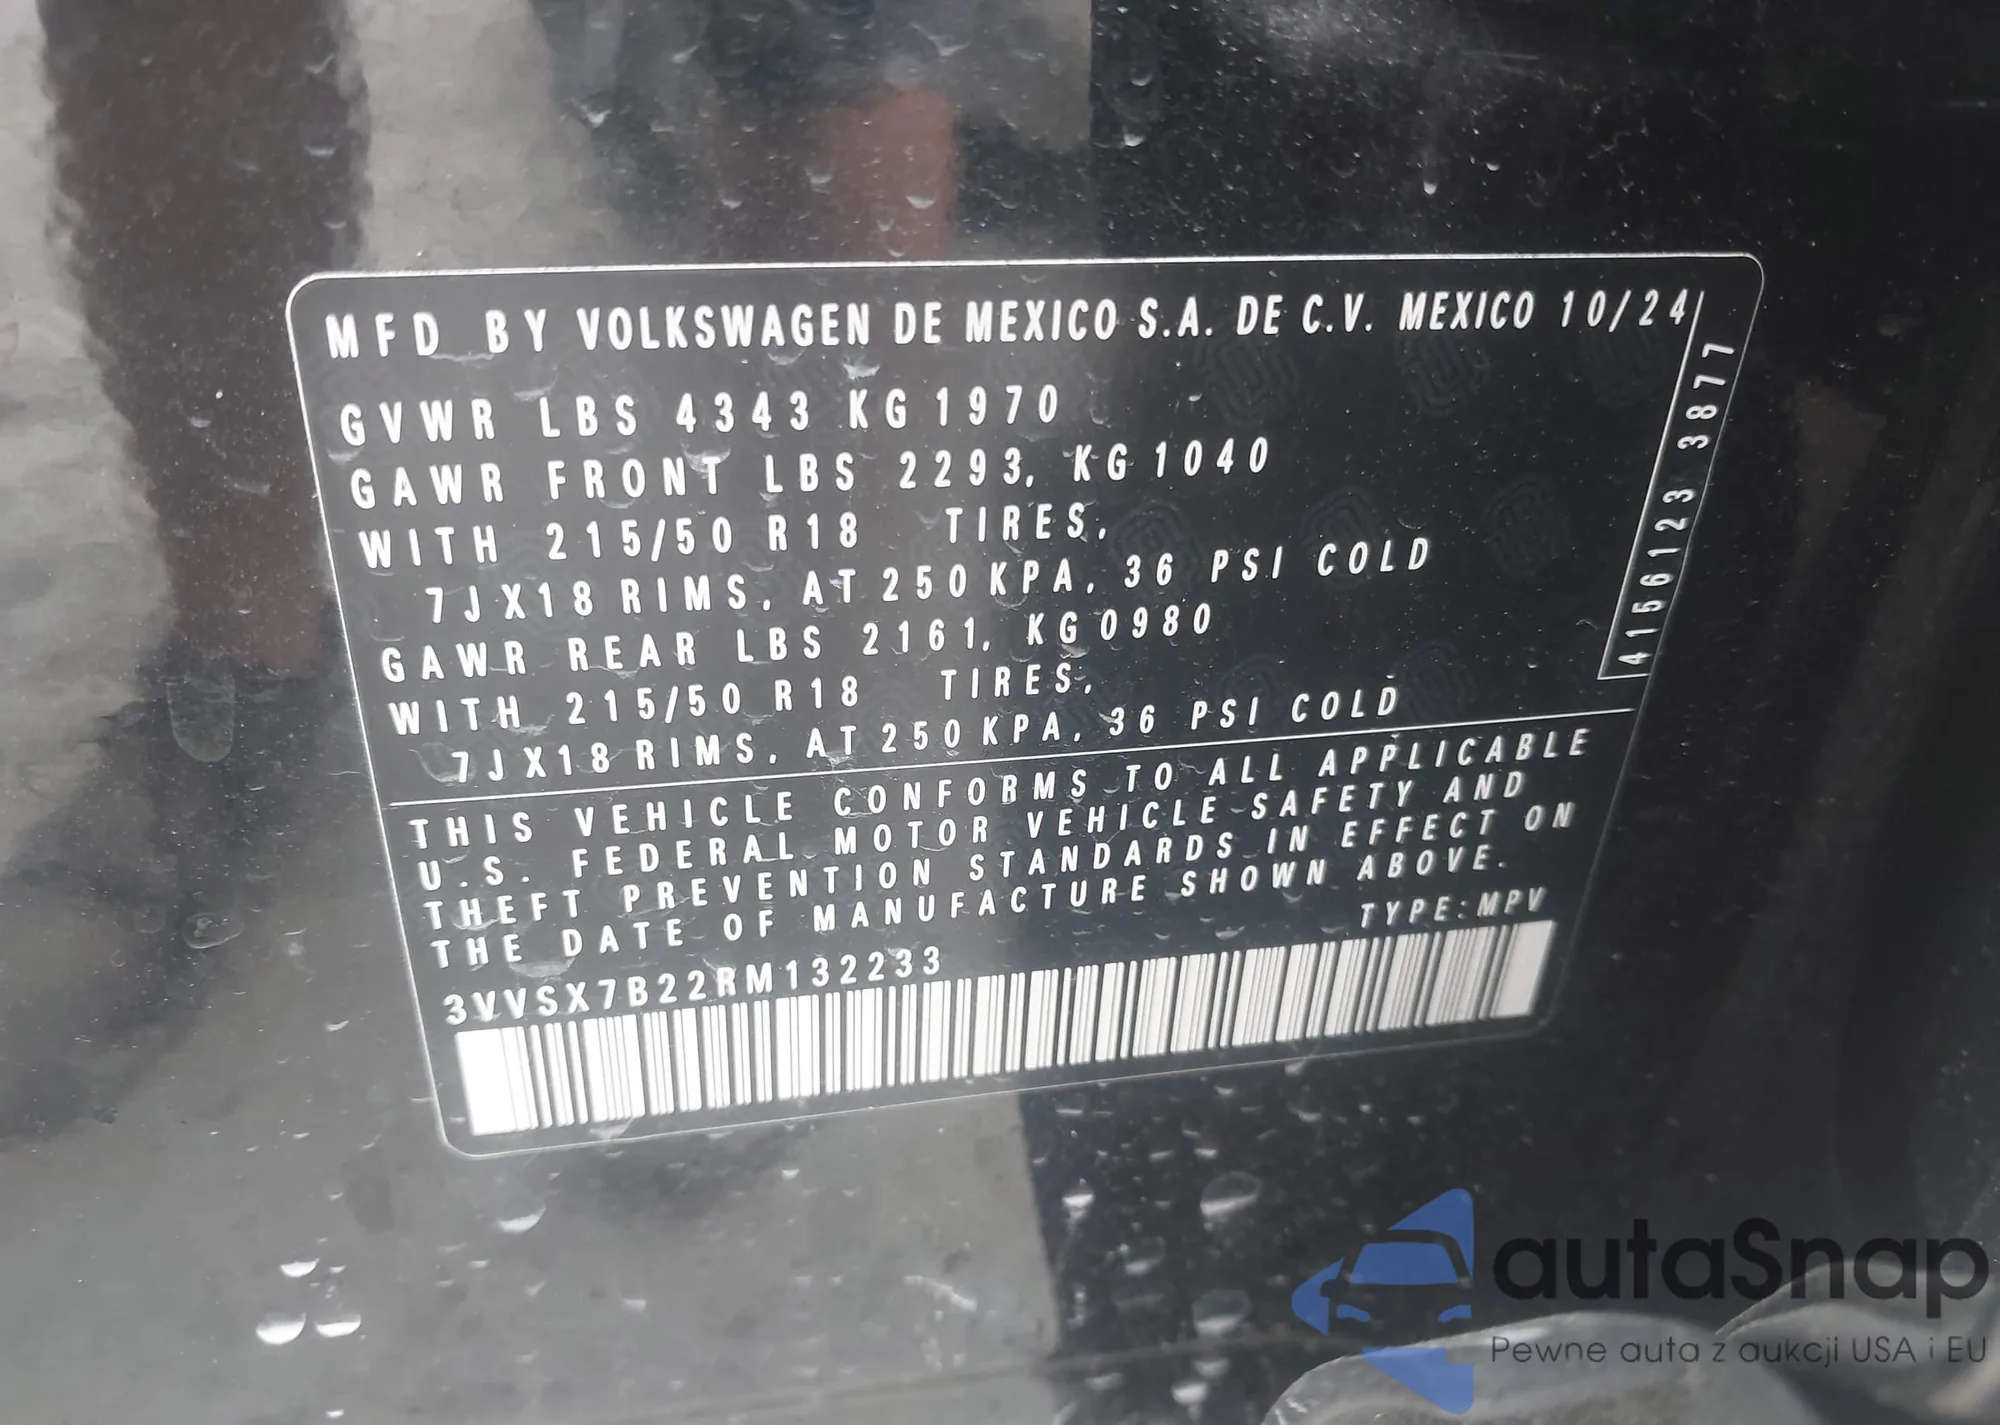 MFD BY VOLKSWAGEN DE MEXICO S.A. DE C.V. MEXICO 10/24
GVWR LBS 4343 KG 1970
GAWR FRONT LBS 2293, KG 1040
WITH 215/50 R18 TIRES,
7JX18 RIMS, AT 250 KPA, 36 PSI COLD
GAWR REAR LBS 2161, KG 0980
WITH 215/50 R18 TIRES,
7JX18 RIMS, AT 250 KPA, 36 PSI COLD
4156123 3877
THIS VEHICLE CONFORMS TO ALL APPLICABLE
U.S. FEDERAL MOTOR VEHICLE SAFETY AND
THEFT PREVENTION STANDARDS IN EFFECT ON
THE DATE OF MANUFACTURE SHOWN ABOVE.
TYPE: MPV
3VVSX7B22RM132233
autaSnap
Pewne auta z aukcji USA i EU